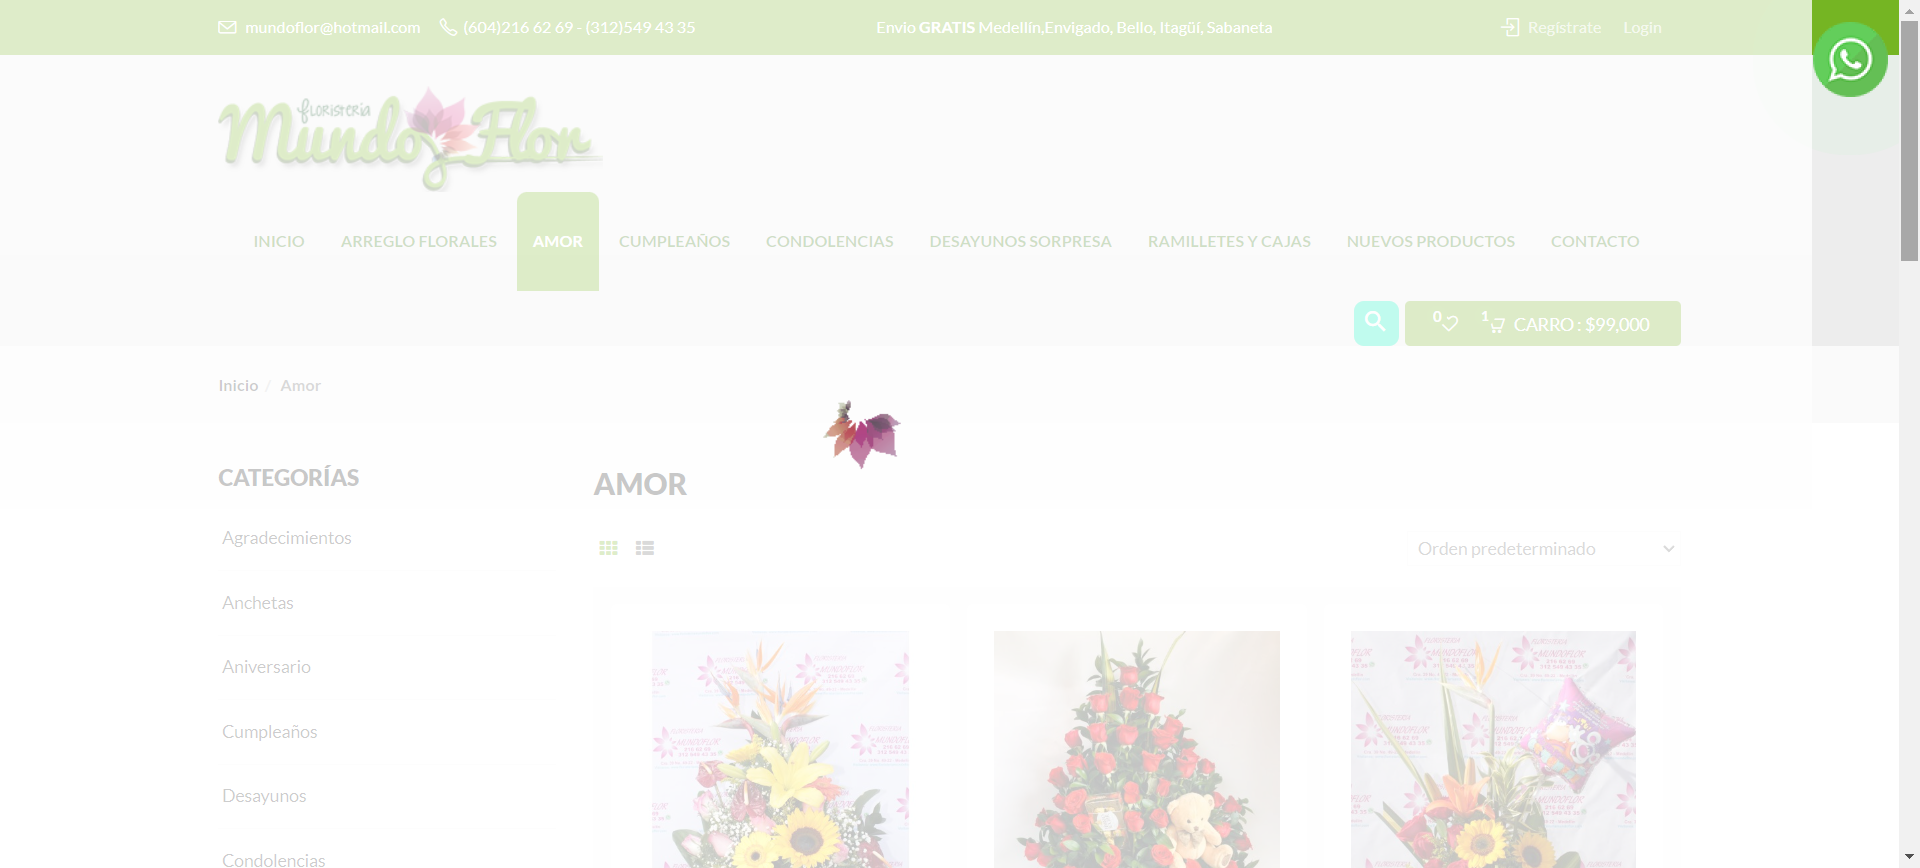 mundoflor@hotmail.com
(604)216 62 69 - (312)549 43 35
Envio GRATIS Medellín,Envigado, Bello, Itagüí, Sabaneta
Regístrate
Login
FLORISTERIA
Mundo Flor
INICIO
ARREGLO FLORALES
AMOR
CUMPLEAÑOS
CONDOLENCIAS
DESAYUNOS SORPRESA
RAMILLETES Y CAJAS
NUEVOS PRODUCTOS
CONTACTO
0
1
CARRO : $99,000
Inicio / Amor
CATEGORÍAS
AMOR
Agradecimientos
Orden predeterminado
Anchetas
Aniversario
Cumpleaños
Desayunos
Condolencias